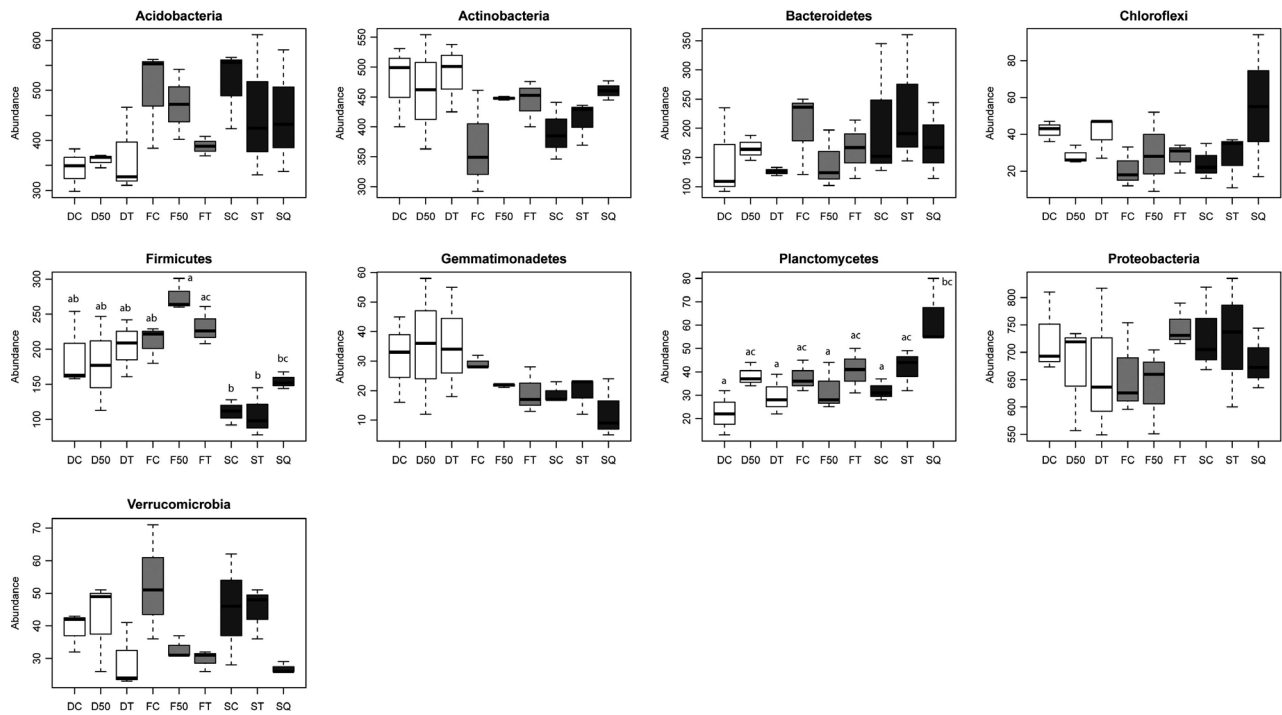 Acidobacteria
Abundance
300 400 500 600
DC D50 DT FC F50 FT SC ST SQ
Actinobacteria
Abundance
300 350 400 450 500 550
DC D50 DT FC F50 FT SC ST SQ
Bacteroidetes
Abundance
100 150 200 250 300 350
DC D50 DT FC F50 FT SC ST SQ
Chloroflexi
Abundance
20 40 60 80
DC D50 DT FC F50 FT SC ST SQ
Firmicutes
Abundance
100 150 200 250 300
ab ab ab ab a ac b b bc
DC D50 DT FC F50 FT SC ST SQ
Gemmatimonadetes
Abundance
10 20 30 40 50 60
DC D50 DT FC F50 FT SC ST SQ
Planctomycetes
Abundance
20 30 40 50 60 70 80
a ac a ac a ac a ac bc
DC D50 DT FC F50 FT SC ST SQ
Proteobacteria
Abundance
550 600 650 700 750 800
DC D50 DT FC F50 FT SC ST SQ
Verrucomicrobia
Abundance
30 40 50 60 70
DC D50 DT FC F50 FT SC ST SQ